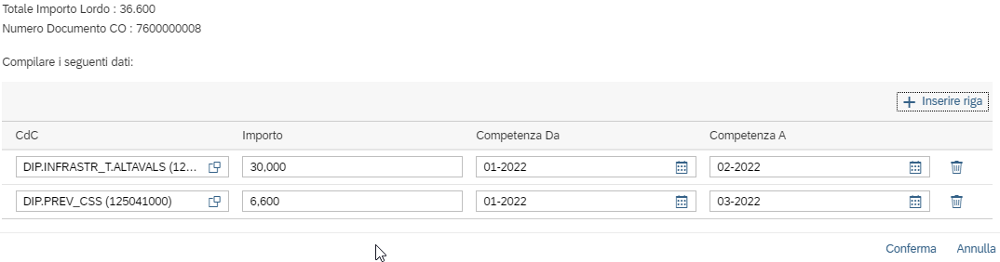 Totale Importo Lordo : 36.600
Numero Documento CO : 7600000008
Compilare i seguenti dati:
Inserire riga
CdC Importo Competenza Da Competenza A
DIP.INFRASTR_T.ALTAVALS (12... 30,000 01-2022 02-2022
DIP.PREV_CSS (125041000) 6,600 01-2022 03-2022
Conferma Annulla